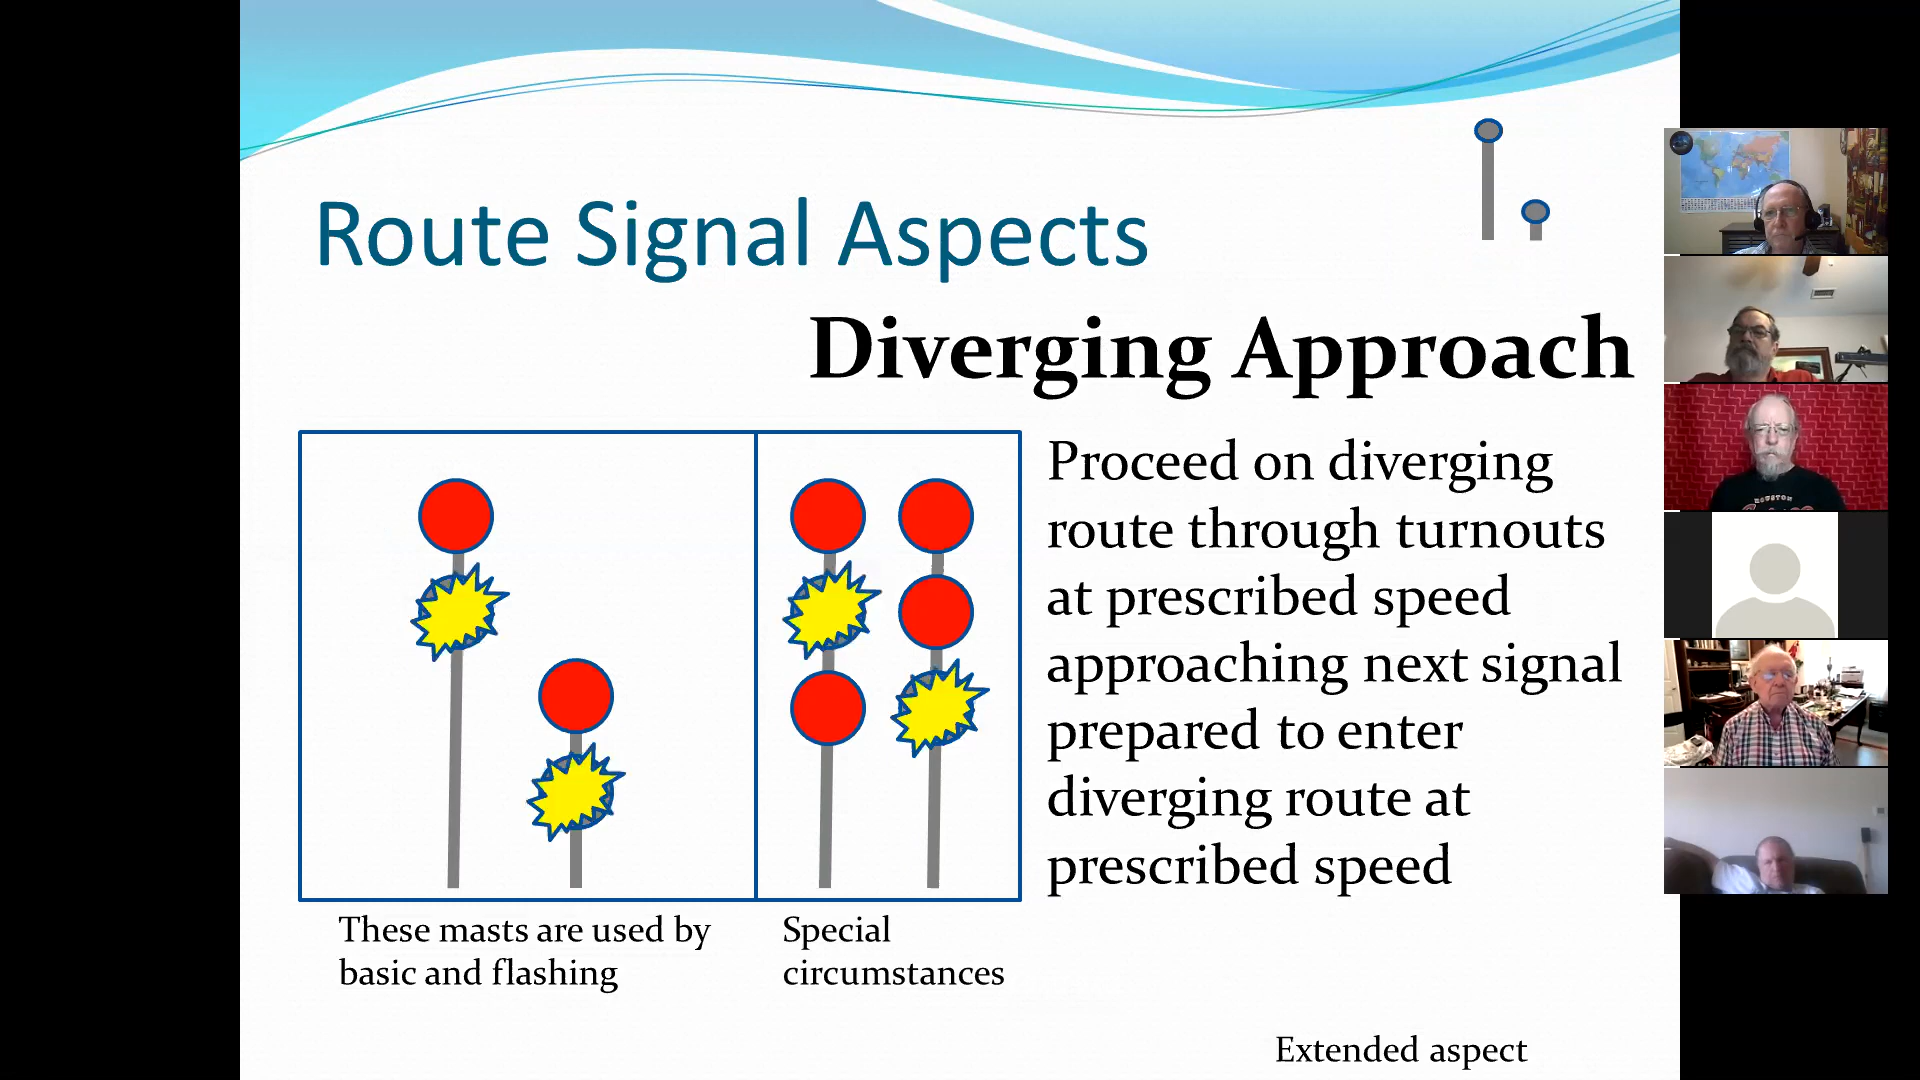 Route Signal Aspects
Diverging Approach
Proceed on diverging
route through turnouts
at prescribed speed
approaching next signal
prepared to enter
diverging route at
prescribed speed
These masts are used by
basic and flashing
Special
circumstances
Extended aspect
HOUSTON